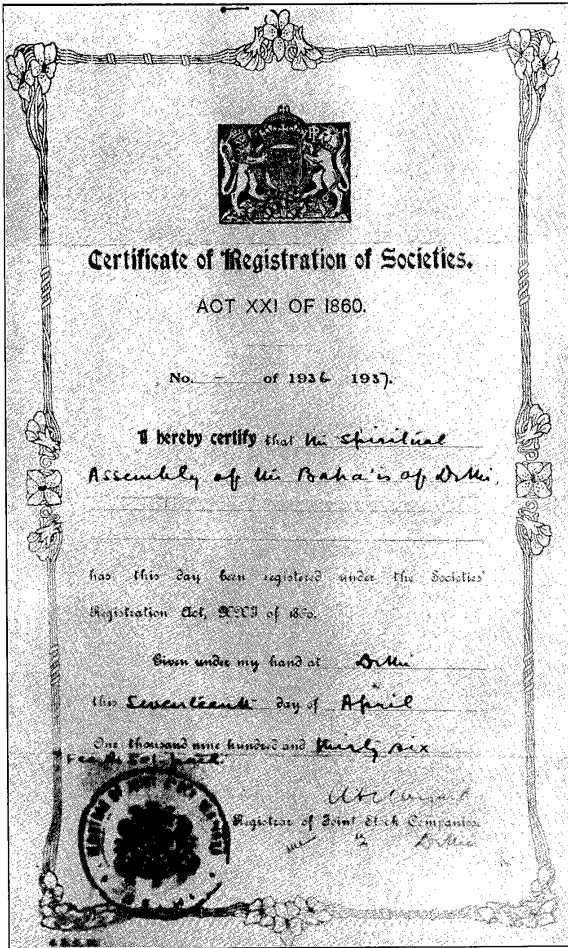 Certificate of Registration of Societies.
ACT XXI OF 1860.
No. - of 1936 1937.
I hereby certify that the Spiritual
Assembly of the Baha'is of Delhi.
has this day been registered under the Societies'
Registration Act, XXI of 1860.
Given under my hand at Delhi
this Seventeenth day of April
One thousand nine hundred and thirty six
Registrar of Joint Stock Companies
Delhi